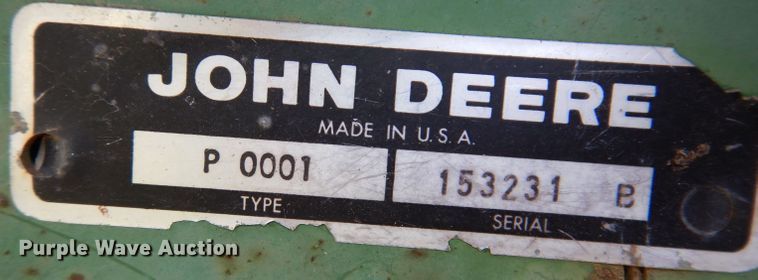 JOHN DEERE
MADE IN U.S.A.
P 0001 153231 B
TYPE SERIAL
Purple Wave Auction